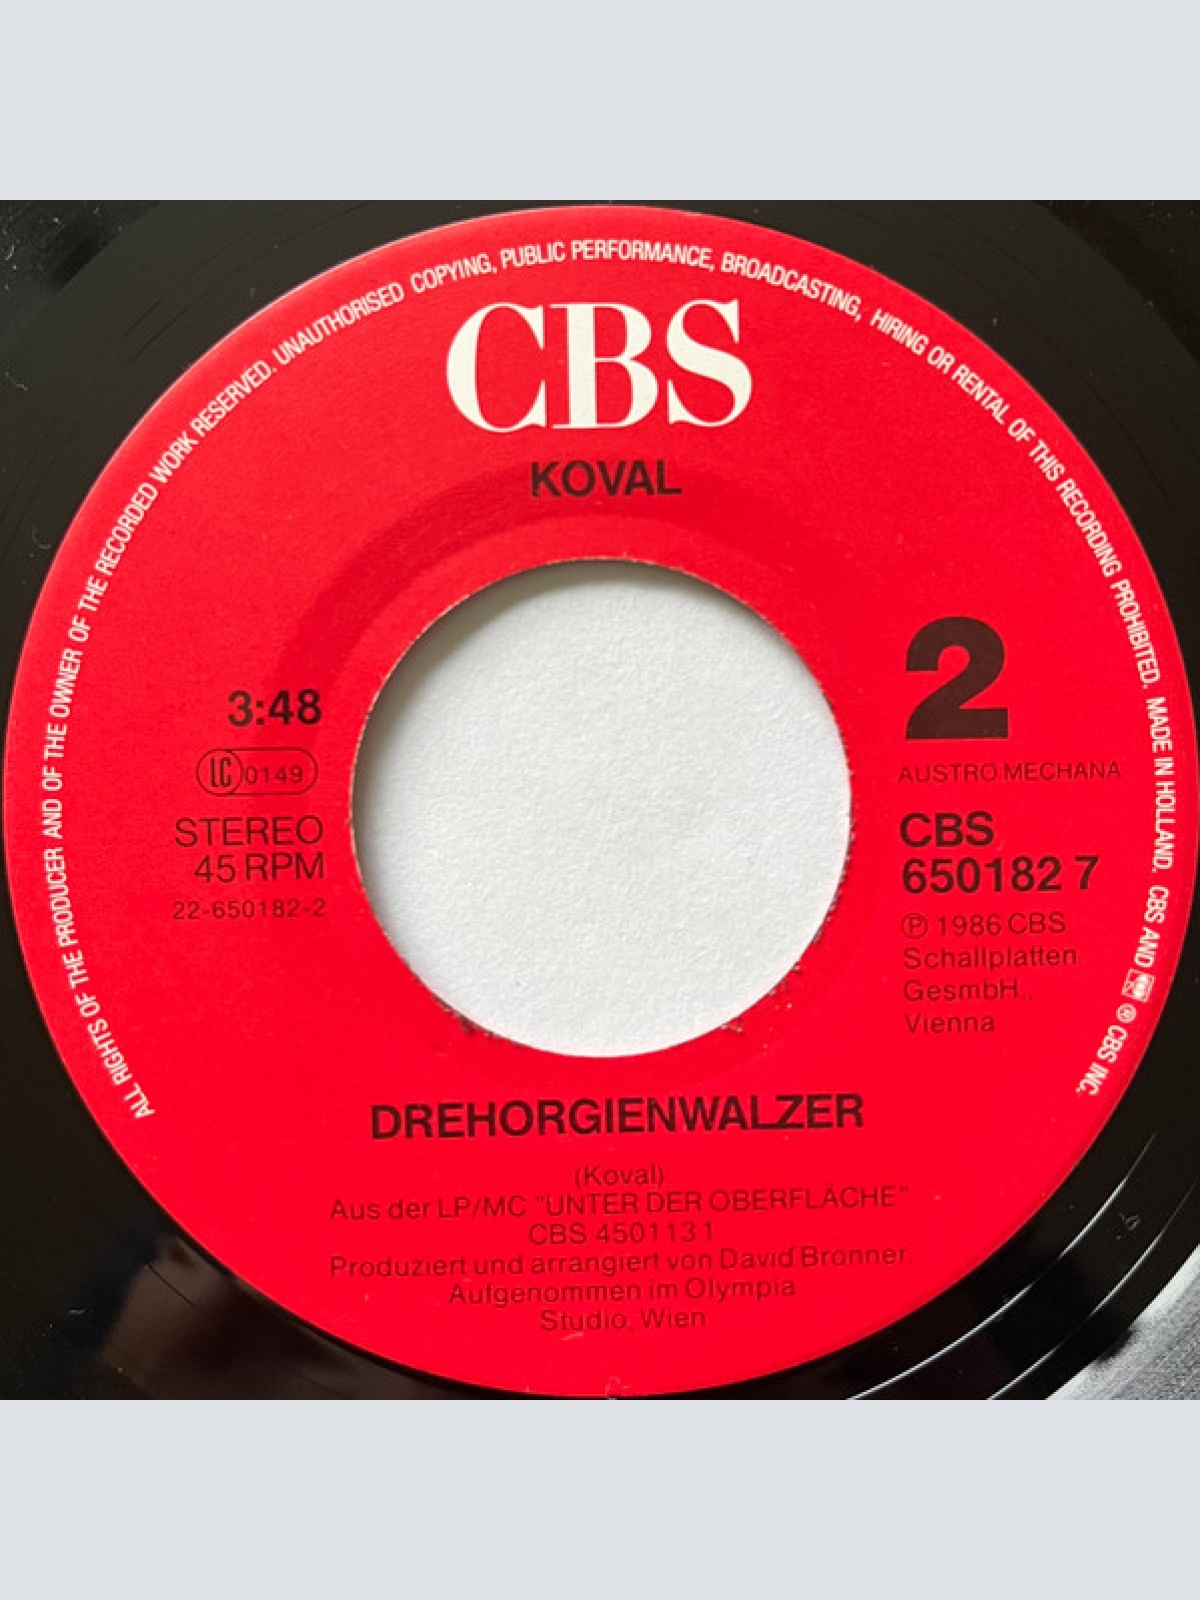 ALL RIGHTS OF THE PRODUCER AND OF THE OWNER OF THE RECORDED WORK RESERVED. UNAUTHORISED COPYING, PUBLIC PERFORMANCE, BROADCASTING, HIRING OR RENTAL OF THIS RECORDING PROHIBITED. MADE IN HOLLAND. CBS AND ® CBS INC.
CBS
KOVAL
3:48
LC 0149
STEREO
45 RPM
22-650182-2
2
AUSTRO MECHANA
CBS
650182 7
℗ 1986 CBS
Schallplatten
GesmbH.,
Vienna
DREHORGIENWALZER
(Koval)
Aus der LP/MC "UNTER DER OBERFLÄCHE"
CBS 450113 1
Produziert und arrangiert von David Bronner
Aufgenommen im Olympia
Studio, Wien